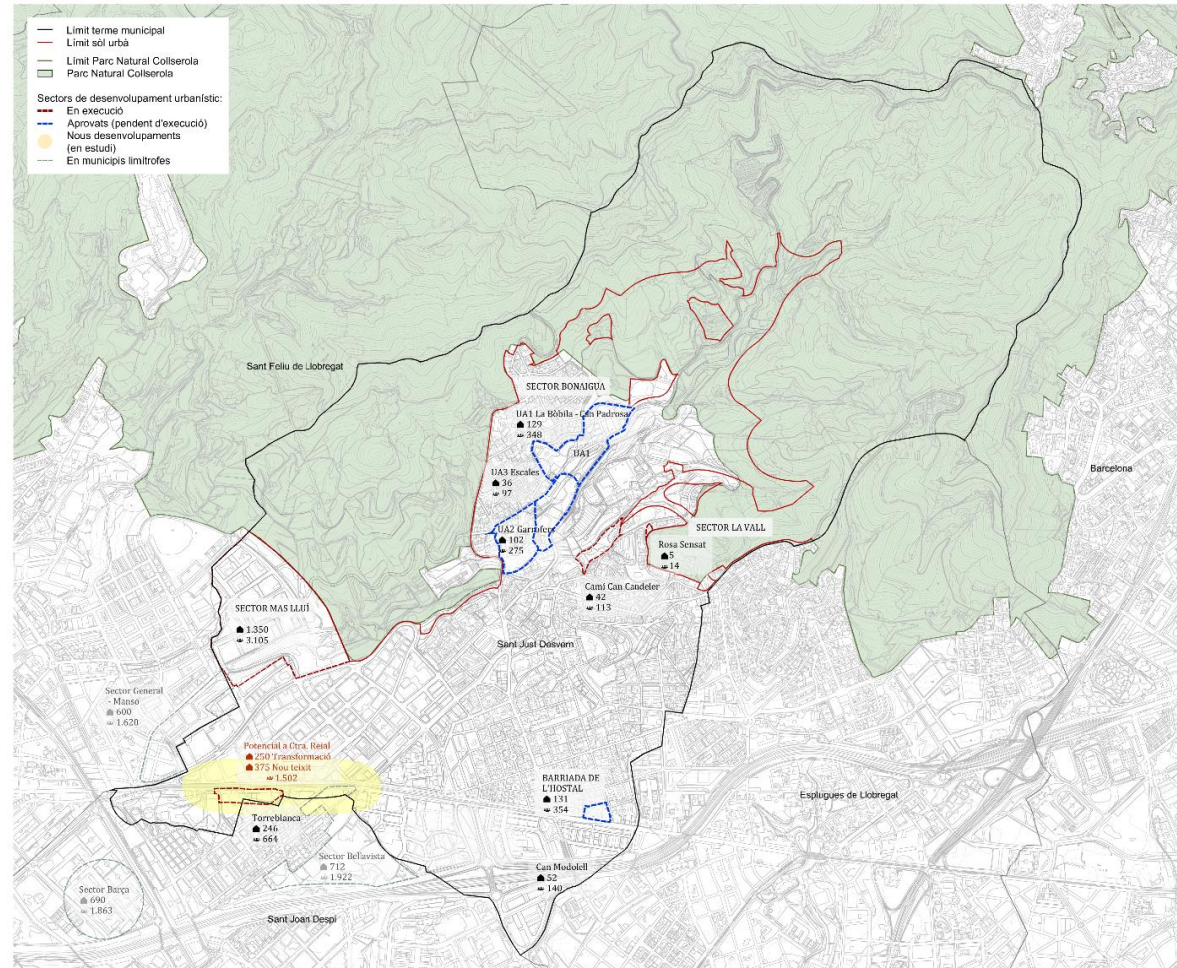 Límit terme municipal
Límit sòl urbà
Límit Parc Natural Collserola
Parc Natural Collserola
Sectors de desenvolupament urbanístic:
En execució
Aprovats (pendent d'execució)
Nous desenvolupaments
(en estudi)
En municipis limítrofes
Sant Feliu de Llobregat
SECTOR BONAIGUA
UA1 La Bòbila - Can Padrosa
129
348
UA1
UA3 Escales
36
97
UA2 Garrofers
102
275
Barcelona
SECTOR LA VALL
Rosa Sensat
5
14
Camí Can Candeler
42
113
SECTOR MAS LLUÍ
1.350
3.105
Sant Just Desvern
Sector General
- Manso
600
1.620
Potencial a Ctra. Reial
250 Transformació
375 Nou teixit
1.502
BARRIADA DE
L'HOSTAL
131
354
Esplugues de Llobregat
Torreblanca
246
664
Sector Bellavista
712
1.922
Can Modolell
52
140
Sector Barça
690
1.863
Sant Joan Despí